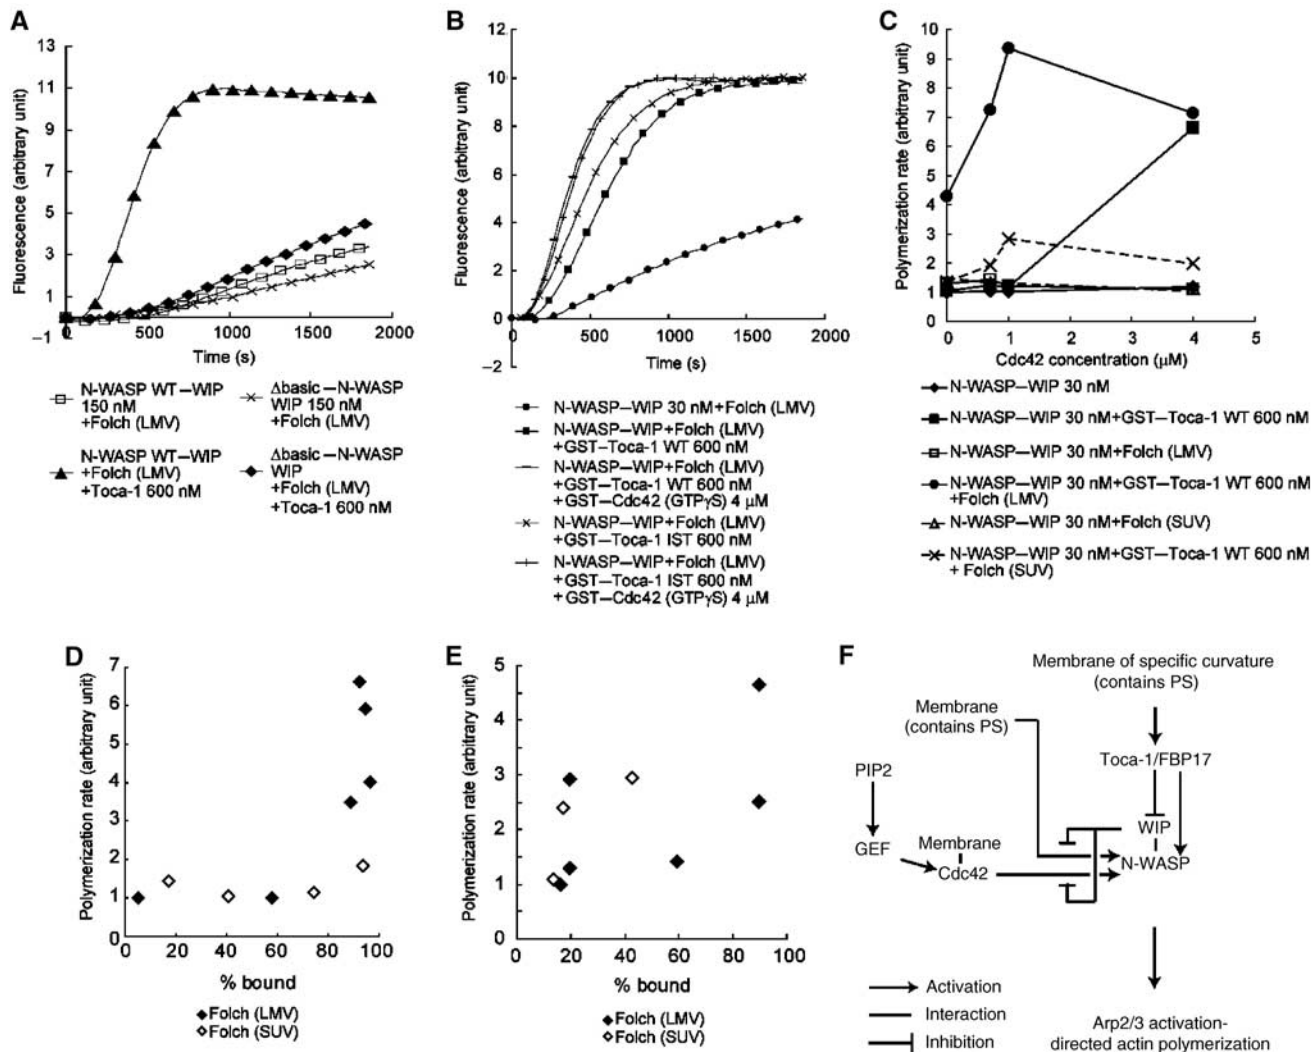 A
13
11
9
7
5
3
1
−1
Fluorescence (arbitrary unit)
0
500
1000
1500
2000
Time (s)
N-WASP WT–WIP
150 nM
+Folch (LMV)
Δbasic–N-WASP
WIP 150 nM
+Folch (LMV)
N-WASP WT–WIP
+Folch (LMV)
+Toca-1 600 nM
Δbasic–N-WASP
WIP
+Folch (LMV)
+Toca-1 600 nM
B
12
10
8
6
4
2
0
−2
Fluorescence (arbitrary unit)
500
1000
1500
2000
Time (s)
N-WASP–WIP 30 nM+Folch (LMV)
N-WASP–WIP+Folch (LMV)
+GST–Toca-1 WT 600 nM
N-WASP–WIP+Folch (LMV)
+GST–Toca-1 WT 600 nM
+GST–Cdc42 (GTPγS) 4 μM
N-WASP–WIP+Folch (LMV)
+GST–Toca-1 IST 600 nM
N-WASP–WIP+Folch (LMV)
+GST–Toca-1 IST 600 nM
+GST–Cdc42 (GTPγS) 4 μM
C
10
9
8
7
6
5
4
3
2
1
0
Polymerization rate (arbitrary unit)
0
1
2
3
4
5
Cdc42 concentration (μM)
N-WASP–WIP 30 nM
N-WASP–WIP 30 nM+GST–Toca-1 WT 600 nM
N-WASP–WIP 30 nM+Folch (LMV)
N-WASP–WIP 30 nM+GST–Toca-1 WT 600 nM
+Folch (LMV)
N-WASP–WIP 30 nM+Folch (SUV)
N-WASP–WIP 30 nM+GST–Toca-1 WT 600 nM
+ Folch (SUV)
D
7
6
5
4
3
2
1
0
Polymerization rate (arbitrary unit)
0
20
40
60
80
100
% bound
Folch (LMV)
Folch (SUV)
E
5
4
3
2
1
0
Polymerization rate (arbitrary unit)
0
20
40
60
80
100
% bound
Folch (LMV)
Folch (SUV)
F
Membrane of specific curvature
(contains PS)
Membrane
(contains PS)
Toca-1/FBP17
PIP2
WIP
GEF
Membrane
N-WASP
Cdc42
Activation
Interaction
Inhibition
Arp2/3 activation-
directed actin polymerization